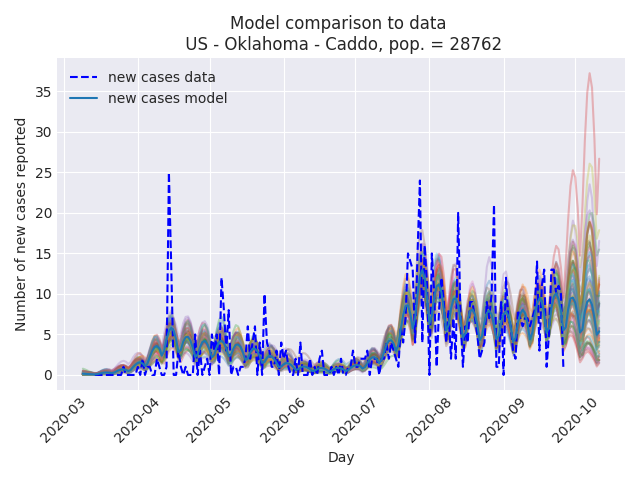 Model comparison to data
US - Oklahoma - Caddo, pop. = 28762
new cases data
new cases model
Number of new cases reported
35
30
25
20
15
10
5
0
2020-03
2020-04
2020-05
2020-06
2020-07
2020-08
2020-09
2020-10
Day